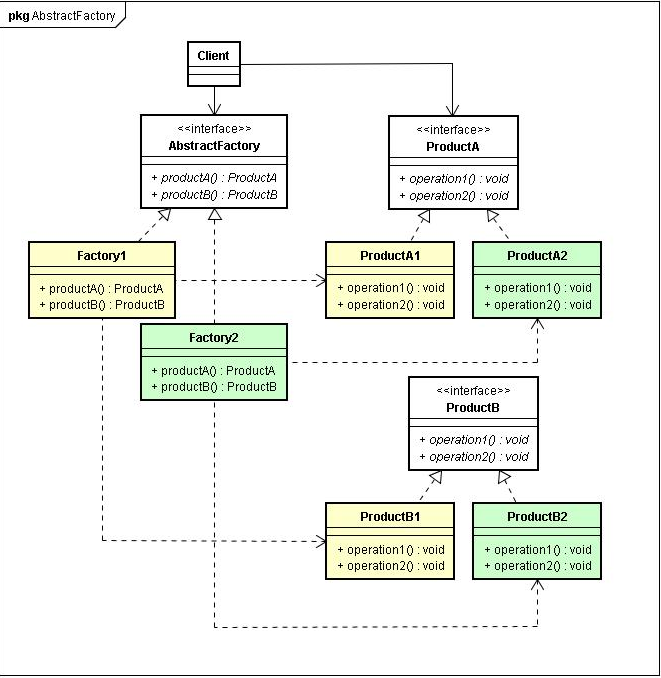 pkg AbstractFactory
Client
<<interface>>
AbstractFactory
+ productA() : ProductA
+ productB() : ProductB
<<interface>>
ProductA
+ operation1() : void
+ operation2() : void
Factory1
+ productA() : ProductA
+ productB() : ProductB
ProductA1
+ operation1() : void
+ operation2() : void
ProductA2
+ operation1() : void
+ operation2() : void
Factory2
+ productA() : ProductA
+ productB() : ProductB
<<interface>>
ProductB
+ operation1() : void
+ operation2() : void
ProductB1
+ operation1() : void
+ operation2() : void
ProductB2
+ operation1() : void
+ operation2() : void